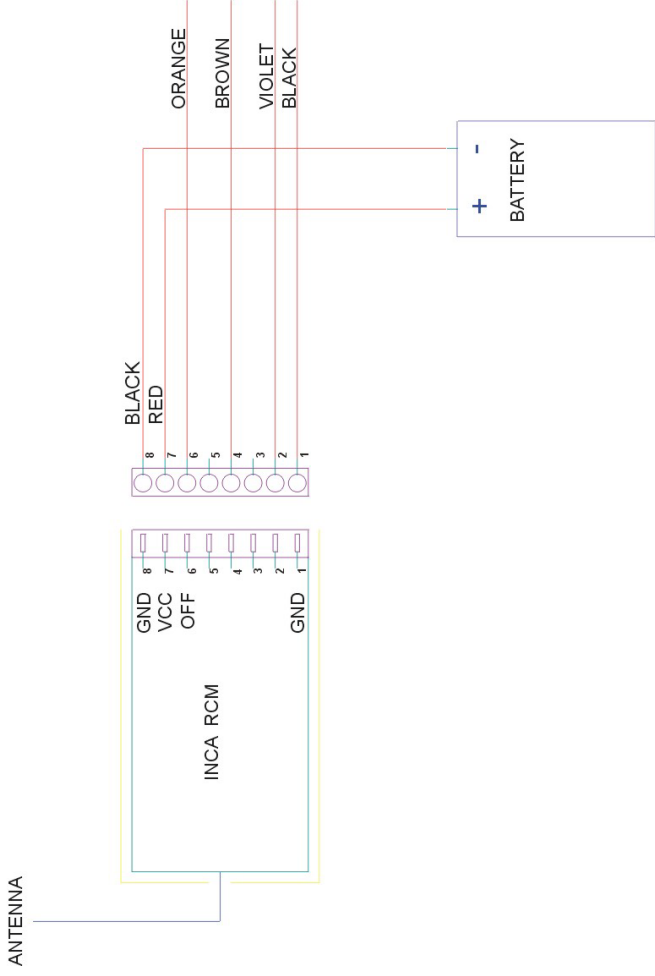 ORANGE
BROWN
VIOLET
BLACK
-
+
BATTERY
BLACK
RED
8
7
6
5
4
3
2
1
8
7
6
5
4
3
2
1
GND
VCC
OFF
GND
INCA RCM
ANTENNA